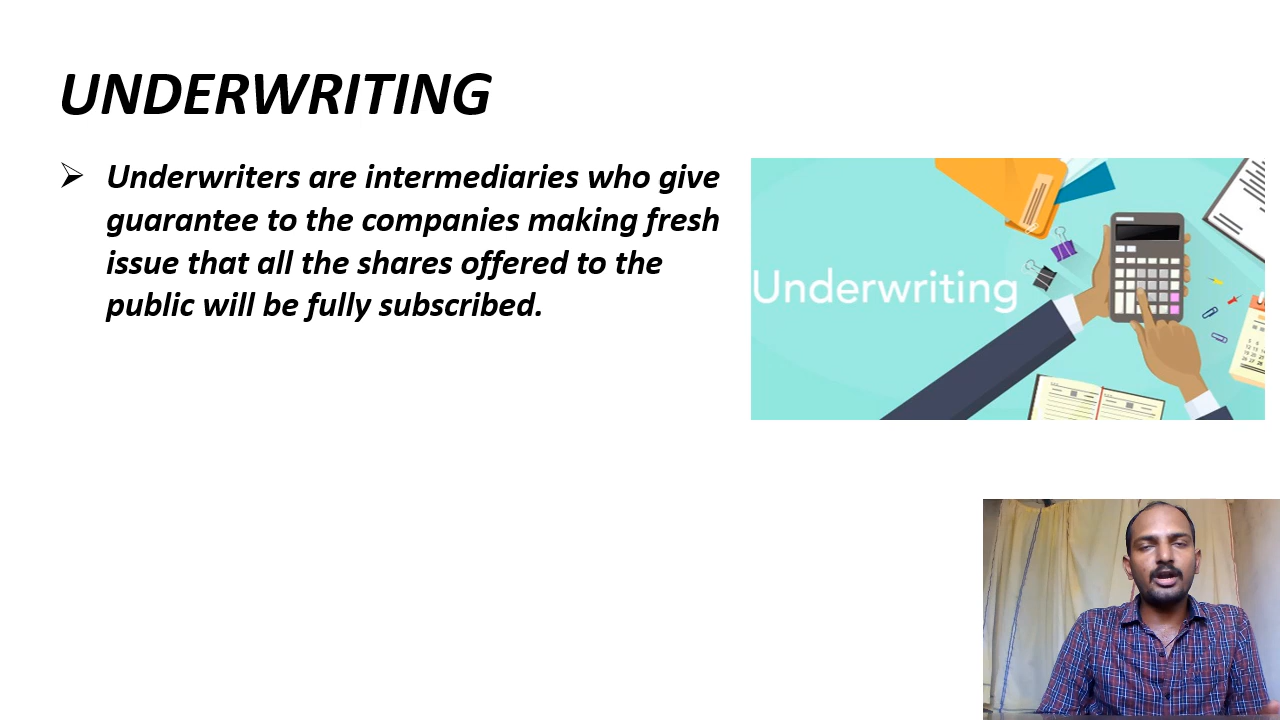 UNDERWRITING
Underwriters are intermediaries who give
guarantee to the companies making fresh
issue that all the shares offered to the
public will be fully subscribed.
Underwriting